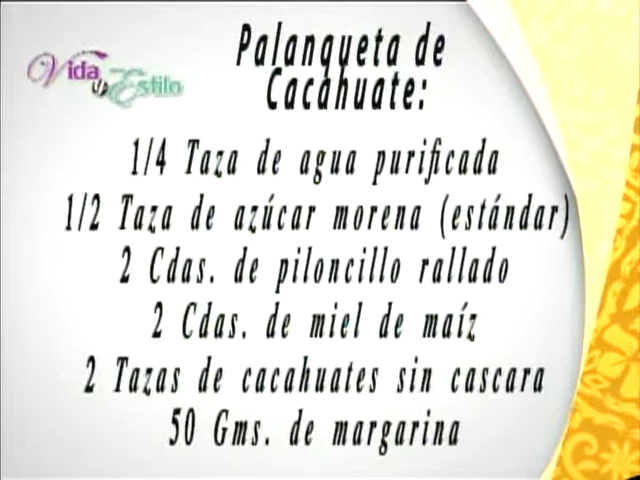 Palanqueta de
Cacahuate:
Vida
y Estilo
1/4 Taza de agua purificada
1/2 Taza de azúcar morena (estándar)
2 Cdas. de piloncillo rallado
2 Cdas. de miel de maíz
2 Tazas de cacahuates sin cascara
50 Gms. de margarina